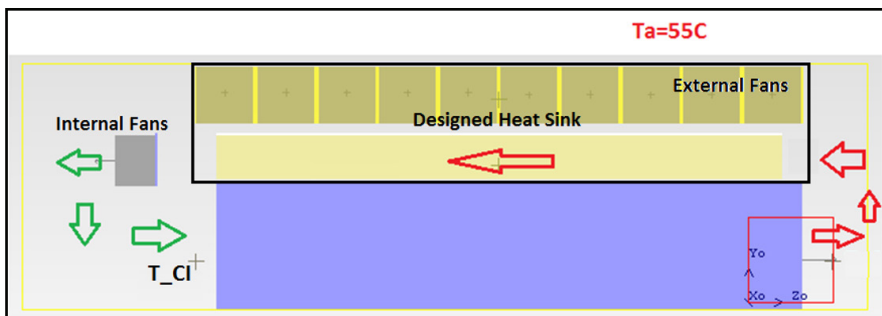 Ta=55C
External Fans
Internal Fans
Designed Heat Sink
T_CI
Yo
Xo Zo